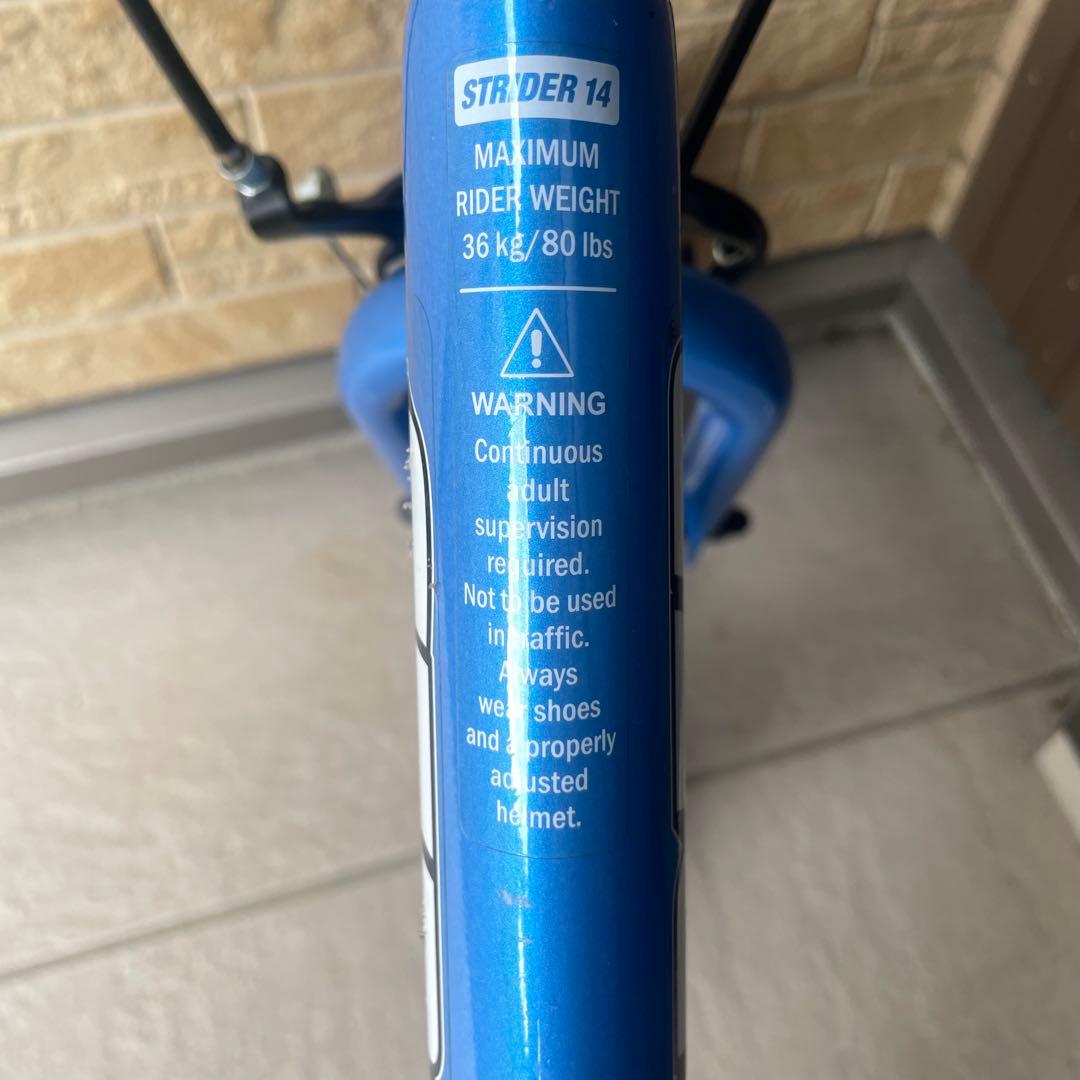 STRIDER 14
MAXIMUM
RIDER WEIGHT
36 kg/80 lbs
WARNING
Continuous
adult
supervision
required.
Not to be used
in traffic.
Always
wear shoes
and a properly
adjusted
helmet.